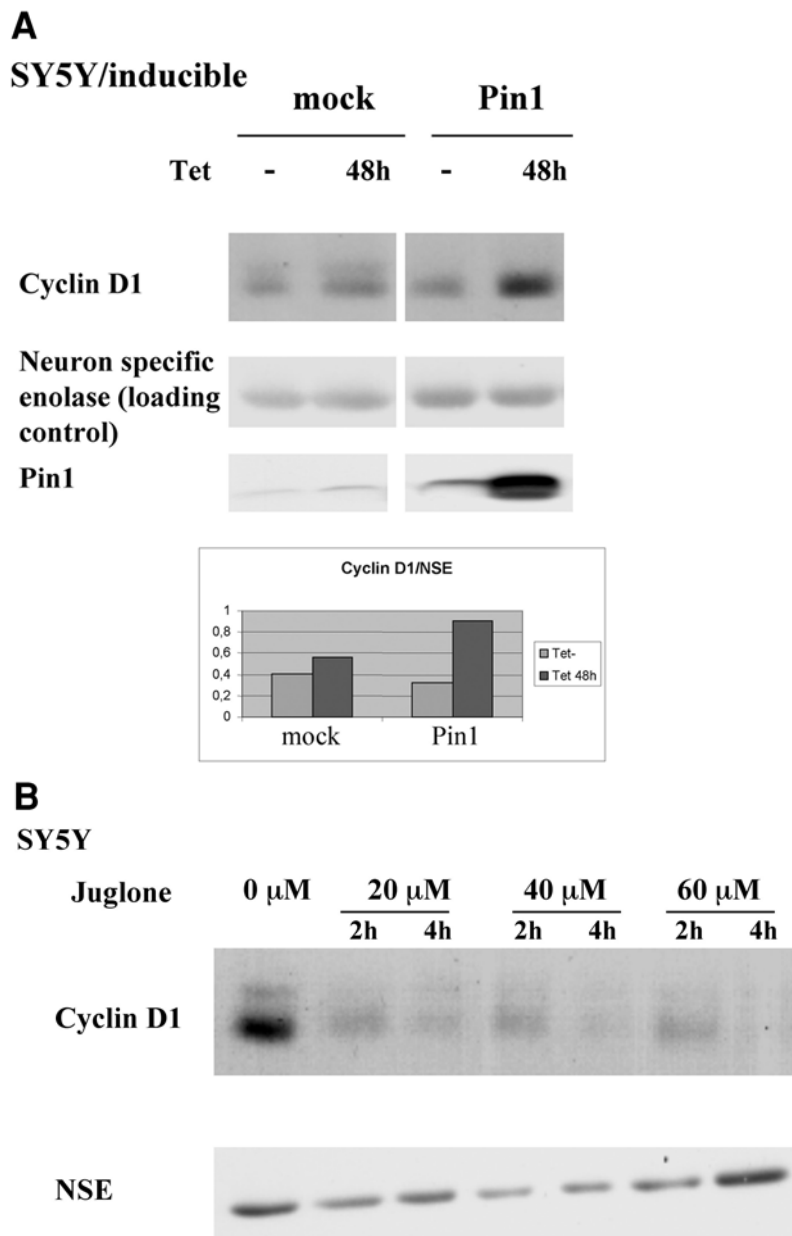 A
SY5Y/inducible
mock Pin1
Tet - 48h - 48h
Cyclin D1
Neuron specific
enolase (loading
control)
Pin1
Cyclin D1/NSE
1
0,8
0,6
0,4
0,2
0
Tet-
Tet 48h
mock Pin1
B
SY5Y
Juglone 0 μM 20 μM 40 μM 60 μM
2h 4h 2h 4h 2h 4h
Cyclin D1
NSE